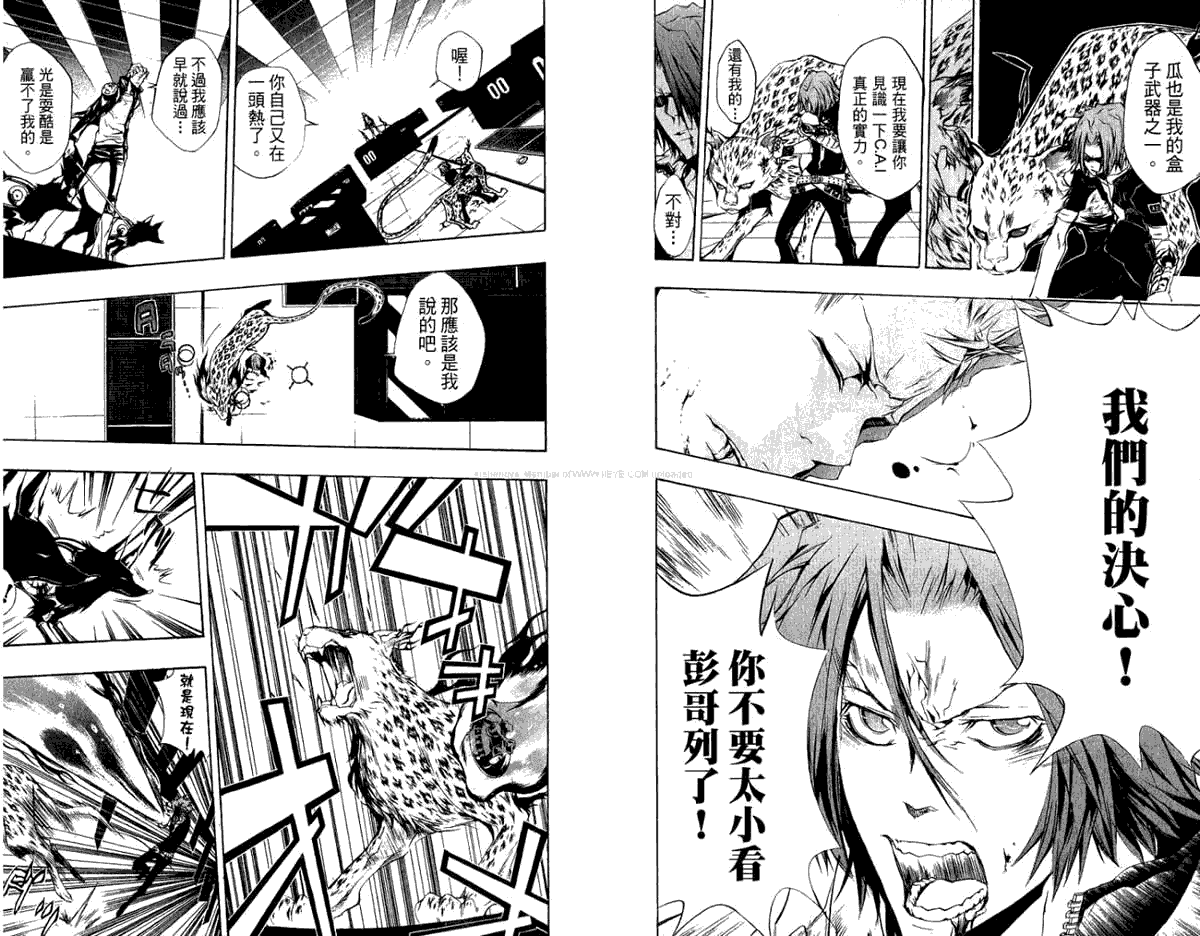 瓜也是我的盒
子武器之一。
現在我要讓你
見識一下C.A.I
真正的實力。
還有我的⋯
不對⋯
我們的決心！
你不要太小看
彭哥列了！
喔！
你自己又在
一頭熱了。
不過我應該
早就說過⋯
光是耍酷是
贏不了我的。
那應該是我
說的吧。
就是現在！